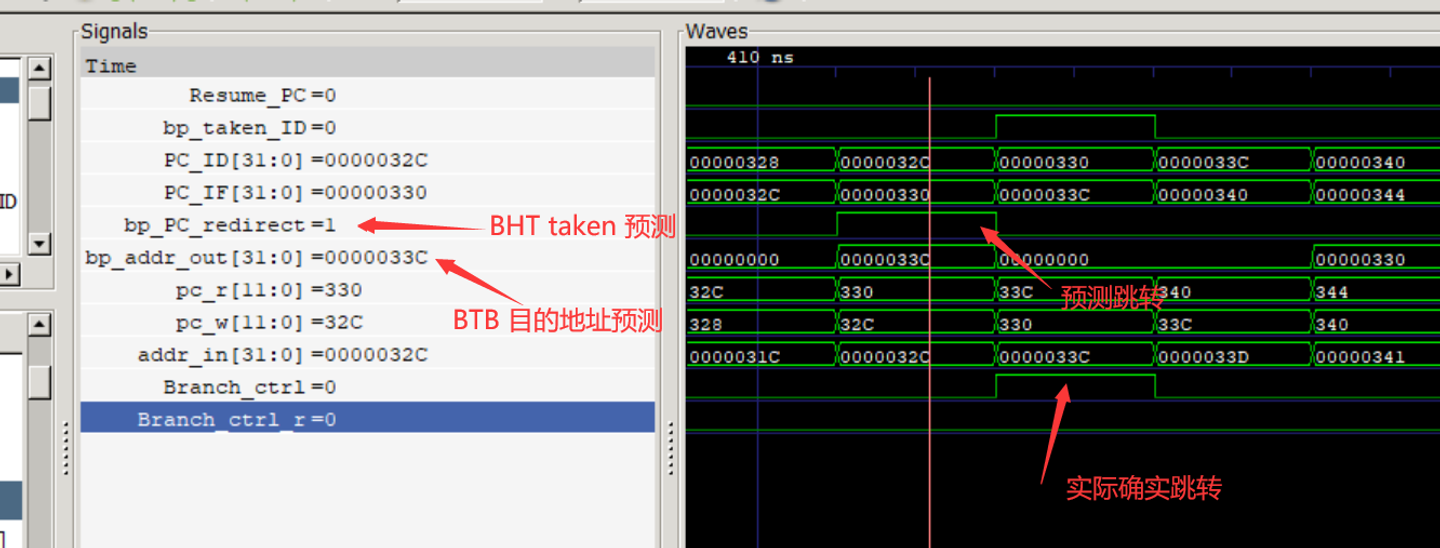 Signals
Waves
Time
410 ns
Resume_PC=0
bp_taken_ID=0
PC_ID[31:0]=0000032C
00000328 0000032C 00000330 0000033C 00000340
PC_IF[31:0]=00000330
0000032C 00000330 0000033C 00000340 00000344
ID
bp_PC_redirect=1
BHT taken 预测
bp_addr_out[31:0]=0000033C
00000000 0000033C 00000000 00000330
pc_r[11:0]=330
32C 330 33C 340 344
预测跳转
BTB 目的地址预测
pc_w[11:0]=32C
328 32C 330 33C 340
addr_in[31:0]=0000032C
0000031C 0000032C 0000033C 0000033D 00000341
Branch_ctrl=0
Branch_ctrl_r=0
实际确实跳转